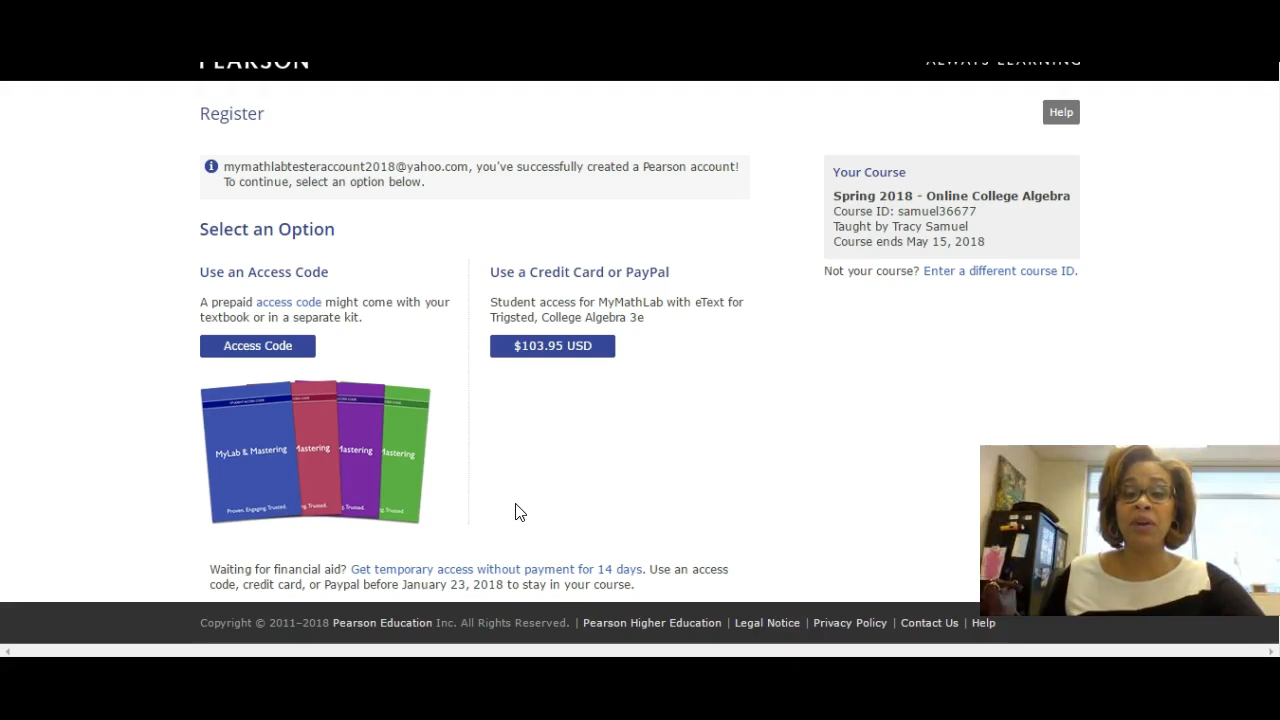 PEARSON
ALWAYS LEARNING
Register
Help
mymathlabtesteraccount2018@yahoo.com, you've successfully created a Pearson account!
To continue, select an option below.
Your Course
Spring 2018 - Online College Algebra
Course ID: samuel36677
Taught by Tracy Samuel
Course ends May 15, 2018
Not your course? Enter a different course ID.
Select an Option
Use an Access Code
A prepaid access code might come with your
textbook or in a separate kit.
Access Code
Use a Credit Card or PayPal
Student access for MyMathLab with eText for
Trigsted, College Algebra 3e
$103.95 USD
MyLab & Mastering
Mastering
Mastering
Mastering
Proven. Engaging. Trusted.
Waiting for financial aid? Get temporary access without payment for 14 days. Use an access
code, credit card, or Paypal before January 23, 2018 to stay in your course.
Copyright © 2011–2018 Pearson Education Inc. All Rights Reserved. | Pearson Higher Education | Legal Notice | Privacy Policy | Contact Us | Help